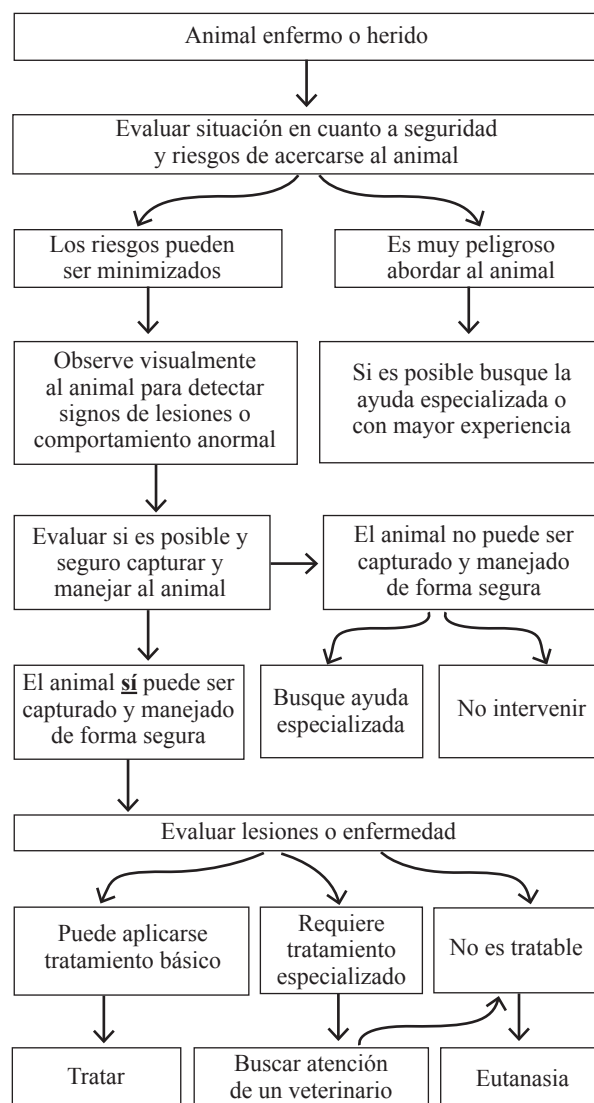 Animal enfermo o herido
Evaluar situación en cuanto a seguridad
y riesgos de acercarse al animal
Los riesgos pueden
ser minimizados
Es muy peligroso
abordar al animal
Observe visualmente
al animal para detectar
signos de lesiones o
comportamiento anormal
Si es posible busque la
ayuda especializada o
con mayor experiencia
Evaluar si es posible y
seguro capturar y
manejar al animal
El animal no puede ser
capturado y manejado
de forma segura
El animal sí puede ser
capturado y manejado
de forma segura
Busque ayuda
especializada
No intervenir
Evaluar lesiones o enfermedad
Puede aplicarse
tratamiento básico
Requiere
tratamiento
especializado
No es tratable
Tratar
Buscar atención
de un veterinario
Eutanasia